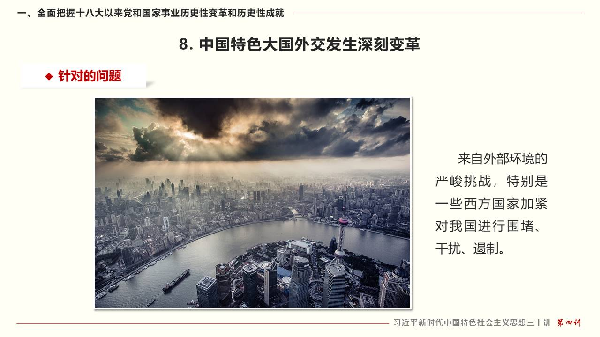 一、全面把握十八大以来党和国家事业历史性变革和历史性成就
8. 中国特色大国外交发生深刻变革
◆ 针对的问题
来自外部环境的
严峻挑战，特别是
一些西方国家加紧
对我国进行围堵、
干扰、遏制。
习近平新时代中国特色社会主义思想三十讲 第四讲